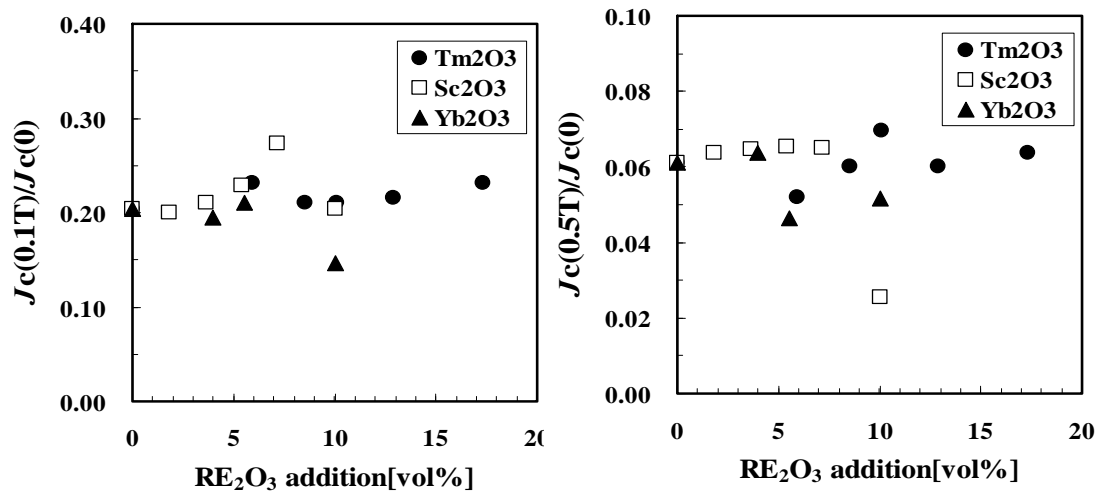 0.40
0.30
0.20
0.10
0.00
Jc(0.1T)/Jc(0)
Tm2O3
Sc2O3
Yb2O3
0 5 10 15 20
RE₂O₃ addition[vol%]
0.10
0.08
0.06
0.04
0.02
0.00
Jc(0.5T)/Jc(0)
Tm2O3
Sc2O3
Yb2O3
0 5 10 15 20
RE₂O₃ addition[vol%]